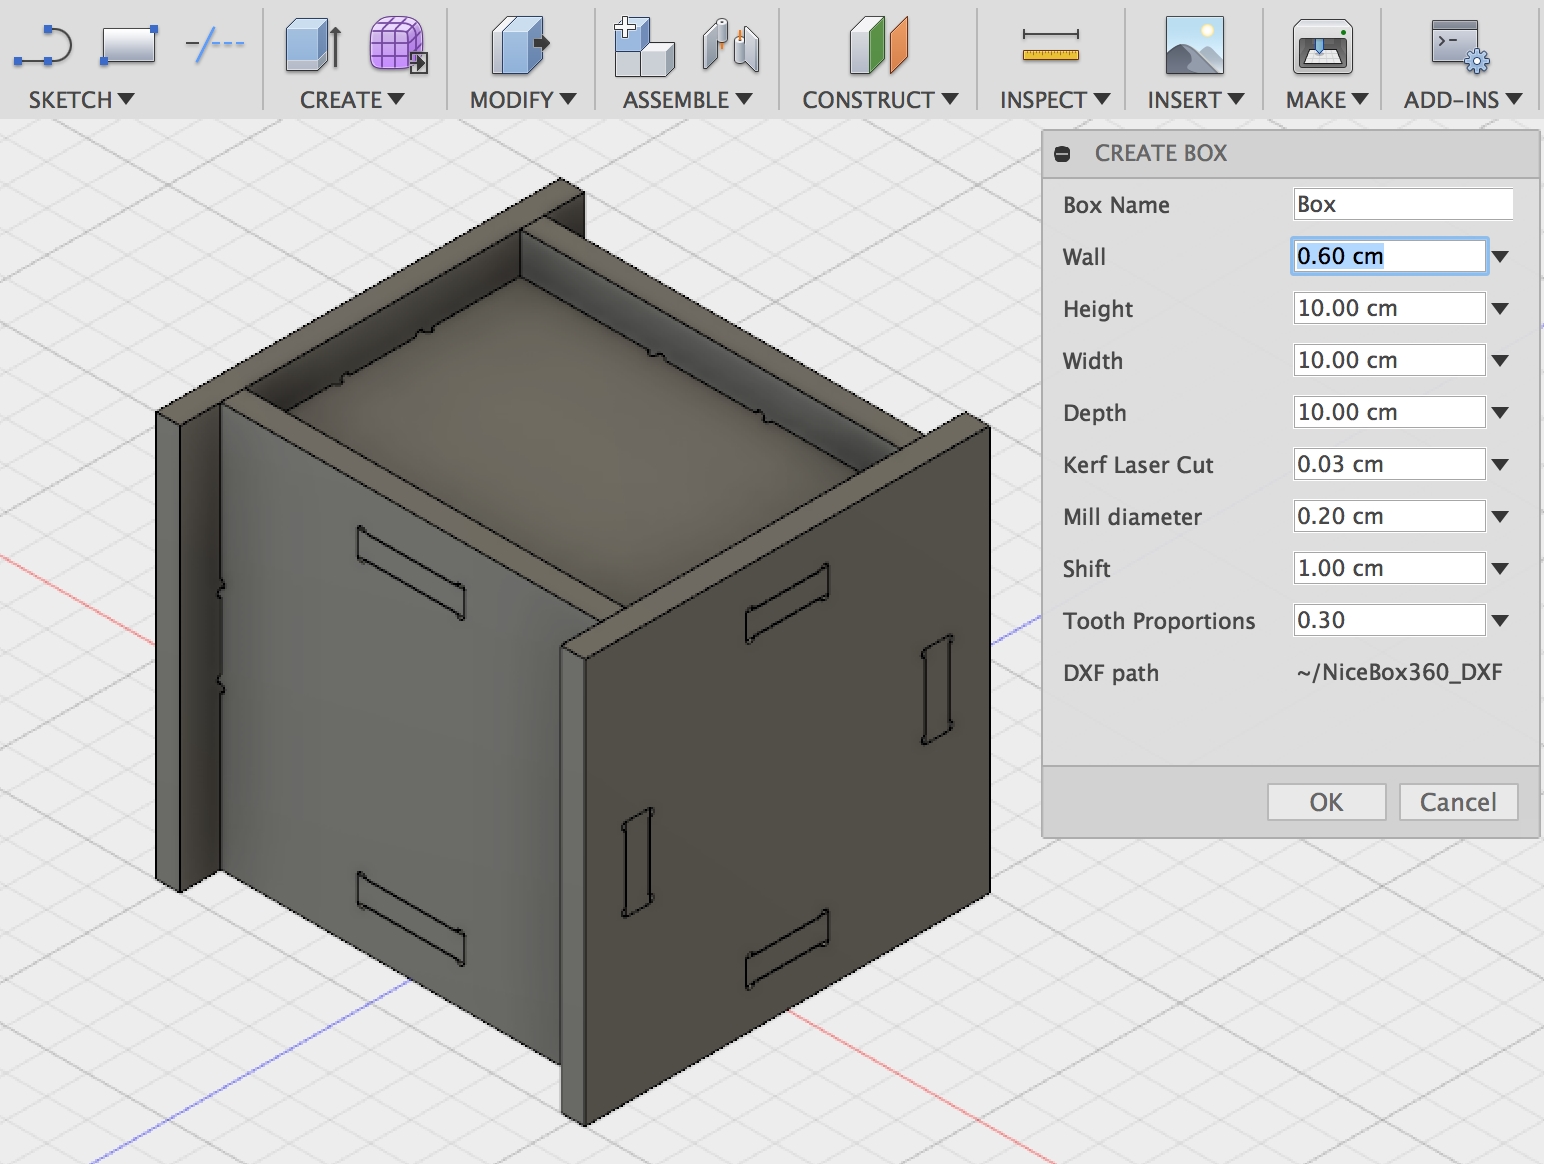 SKETCH CREATE MODIFY ASSEMBLE CONSTRUCT INSPECT INSERT MAKE ADD-INS
CREATE BOX
Box Name Box
Wall 0.60 cm
Height 10.00 cm
Width 10.00 cm
Depth 10.00 cm
Kerf Laser Cut 0.03 cm
Mill diameter 0.20 cm
Shift 1.00 cm
Tooth Proportions 0.30
DXF path ~/NiceBox360_DXF
OK Cancel